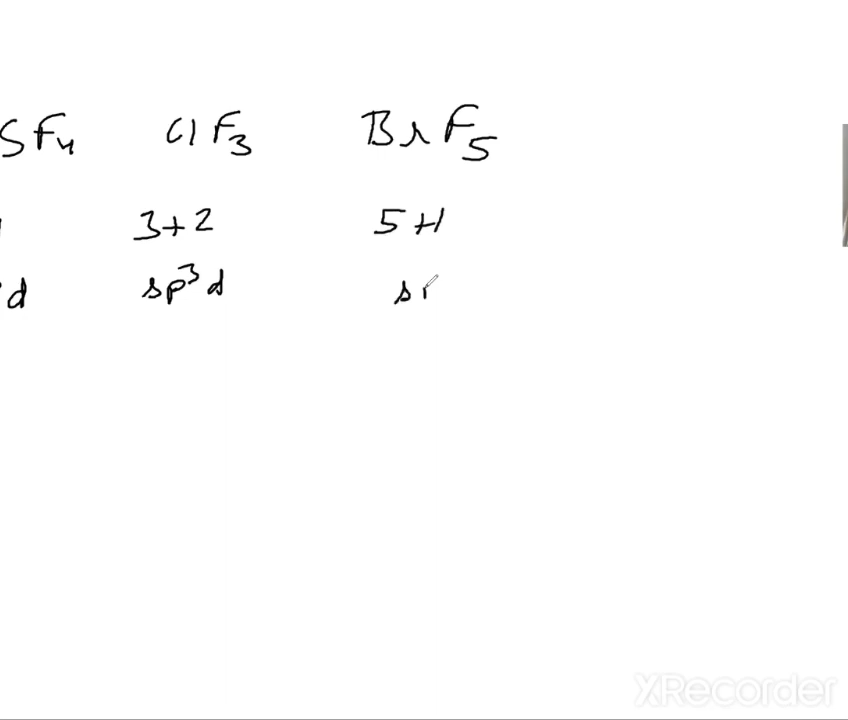 SF₄ ClF₃ BrF₅
3+2 5+1
d sp³d s
XRecorder